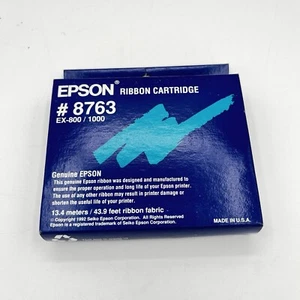 EPSON RIBBON CARTRIDGE
# 8763
EX-800 / 1000
Genuine EPSON
This genuine Epson ribbon was designed and manufactured to
ensure the proper operation and long life of your Epson printer.
The use of any other ribbon may result in printer damage or
shorten the useful life of your printer.
13.4 meters / 43.9 feet ribbon fabric
© Copyright 1992 Seiko Epson Corporation. All Rights Reserved
Epson is a registered trademark of Seiko Epson Corporation.
MADE IN U.S.A.